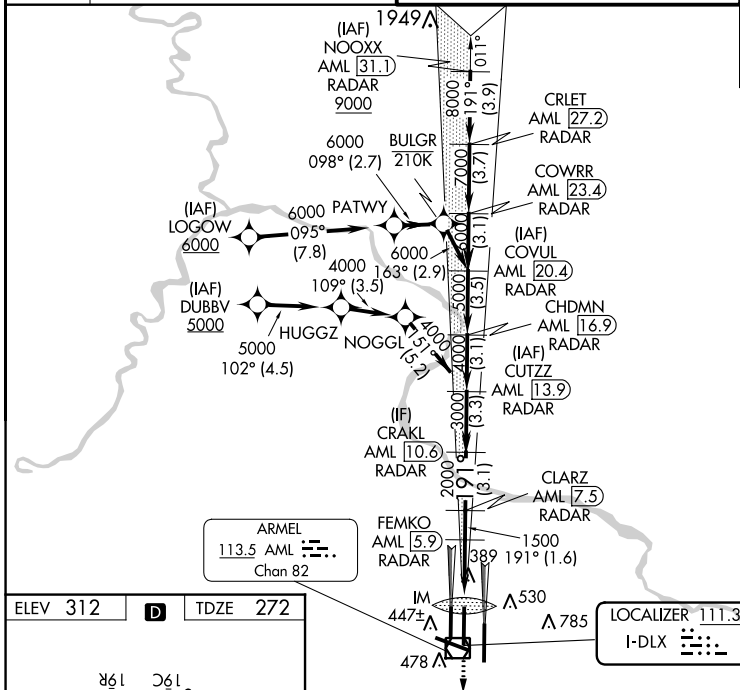 1949
(IAF)
NOOXX
AML 31.1
RADAR
9000
011°
8000
191°
(3.9)
CRLET
AML 27.2
RADAR
7000
(3.7)
6000
098° (2.7)
BULGR
210K
COWRR
AML 23.4
RADAR
6000
(3.1)
(IAF)
LOGOW
6000
6000
095°
(7.8)
PATWY
6000
163° (2.9)
(IAF)
COVUL
AML 20.4
RADAR
5000
(3.5)
(IAF)
DUBBV
5000
4000
109° (3.5)
HUGGZ
NOGGL
5000
102° (4.5)
4000
151°
(5.2)
CHDMN
AML 16.9
RADAR
4000
(3.1)
(IAF)
CUTZZ
AML 13.9
RADAR
3000
(3.3)
(IF)
CRAKL
AML 10.6
RADAR
2000
191°
(3.1)
CLARZ
AML 7.5
RADAR
FEMKO
AML 5.9
RADAR
1500
191° (1.6)
389
ARMEL
113.5 AML
Chan 82
IM
530
447±
785
478
LOCALIZER 111.3
I-DLX
ELEV 312
D
TDZE 272
19R
19C